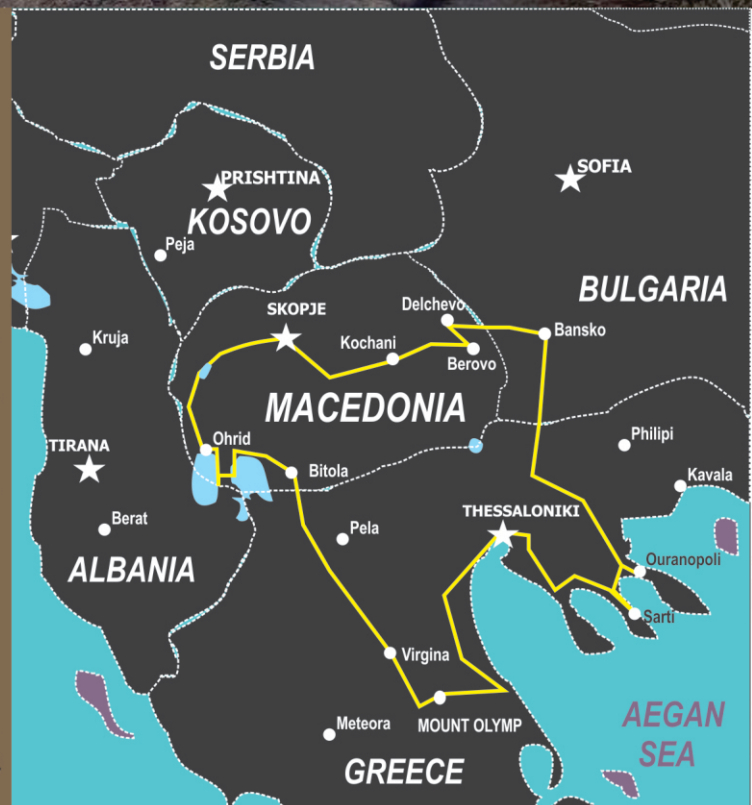 SERBIA
SOFIA
PRISHTINA
KOSOVO
Peja
BULGARIA
SKOPJE
Delchevo
Bansko
Kruja
Kochani
Berovo
MACEDONIA
Ohrid
Philipi
TIRANA
Bitola
Kavala
THESSALONIKI
Berat
Pela
ALBANIA
Ouranopoli
Sarti
Virgina
MOUNT OLYMP
AEGAN
SEA
Meteora
GREECE